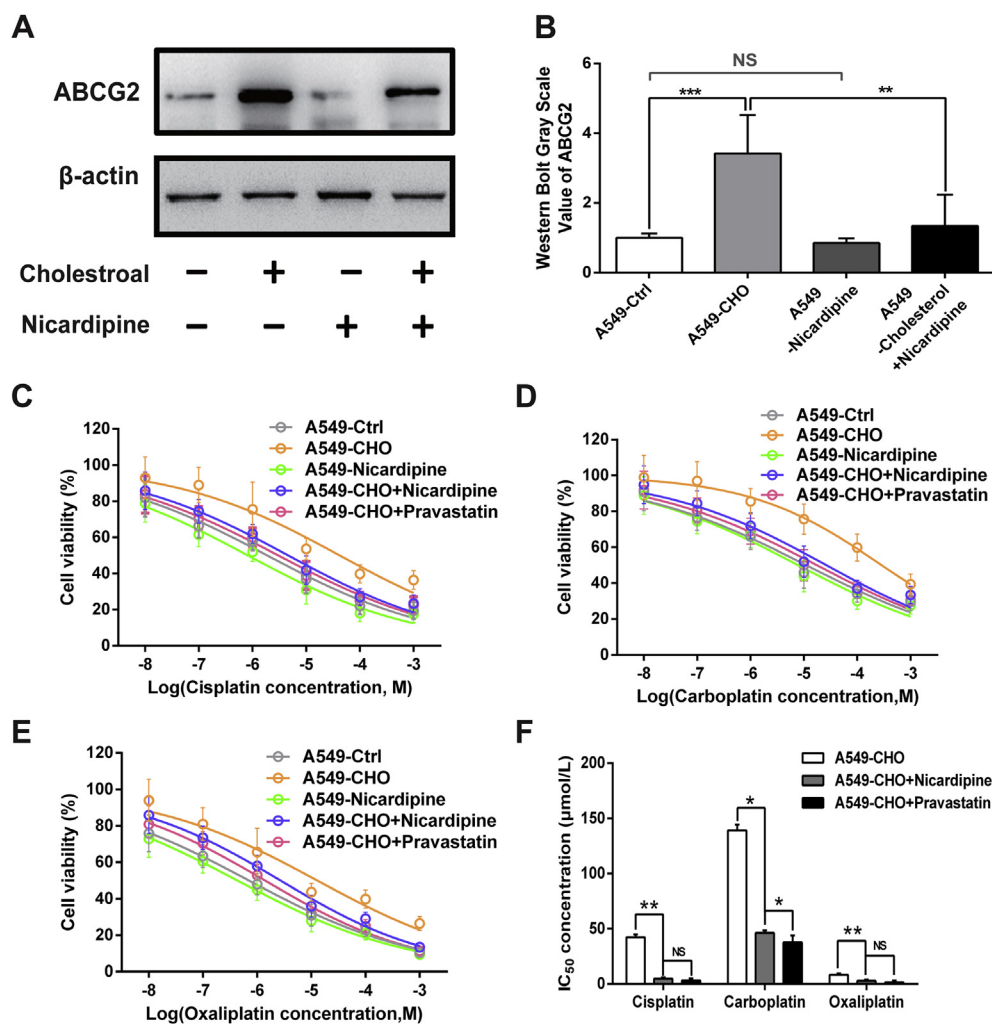 A
ABCG2
β-actin
Cholestroal
− + − +
Nicardipine
− − + +
B
Western Bolt Gray Scale
Value of ABCG2
8
6
4
2
0
NS
***
**
A549-Ctrl
A549-CHO
A549
-Nicardipine
A549
-Cholesterol
+Nicardipine
C
Cell viability (%)
120
100
80
60
40
20
0
A549-Ctrl
A549-CHO
A549-Nicardipine
A549-CHO+Nicardipine
A549-CHO+Pravastatin
-8 -7 -6 -5 -4 -3
Log(Cisplatin concentration, M)
D
Cell viability (%)
120
100
80
60
40
20
0
A549-Ctrl
A549-CHO
A549-Nicardipine
A549-CHO+Nicardipine
A549-CHO+Pravastatin
-8 -7 -6 -5 -4 -3
Log(Carboplatin concentration,M)
E
Cell viability (%)
120
100
80
60
40
20
0
A549-Ctrl
A549-CHO
A549-Nicardipine
A549-CHO+Nicardipine
A549-CHO+Pravastatin
-8 -7 -6 -5 -4 -3
Log(Oxaliplatin concentration,M)
F
IC50 concentration (μmol/L)
200
150
100
50
0
A549-CHO
A549-CHO+Nicardipine
A549-CHO+Pravastatin
** NS
* *
** NS
Cisplatin Carboplatin Oxaliplatin